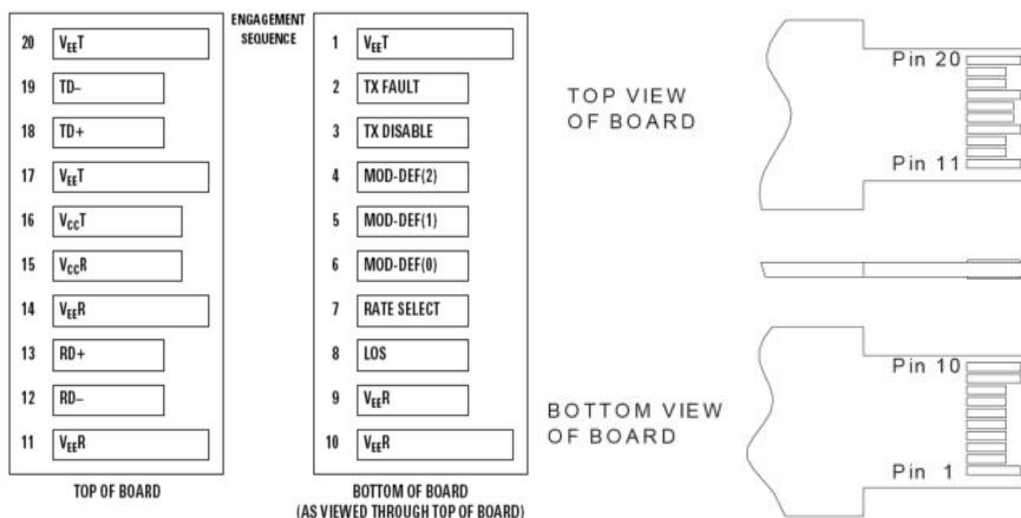 ENGAGEMENT
SEQUENCE
20 VEET
19 TD–
18 TD+
17 VEET
16 VCCT
15 VCCR
14 VEER
13 RD+
12 RD–
11 VEER
TOP OF BOARD
1 VEET
2 TX FAULT
3 TX DISABLE
4 MOD-DEF(2)
5 MOD-DEF(1)
6 MOD-DEF(0)
7 RATE SELECT
8 LOS
9 VEER
10 VEER
BOTTOM OF BOARD
(AS VIEWED THROUGH TOP OF BOARD)
TOP VIEW
OF BOARD
Pin 20
Pin 11
BOTTOM VIEW
OF BOARD
Pin 10
Pin 1